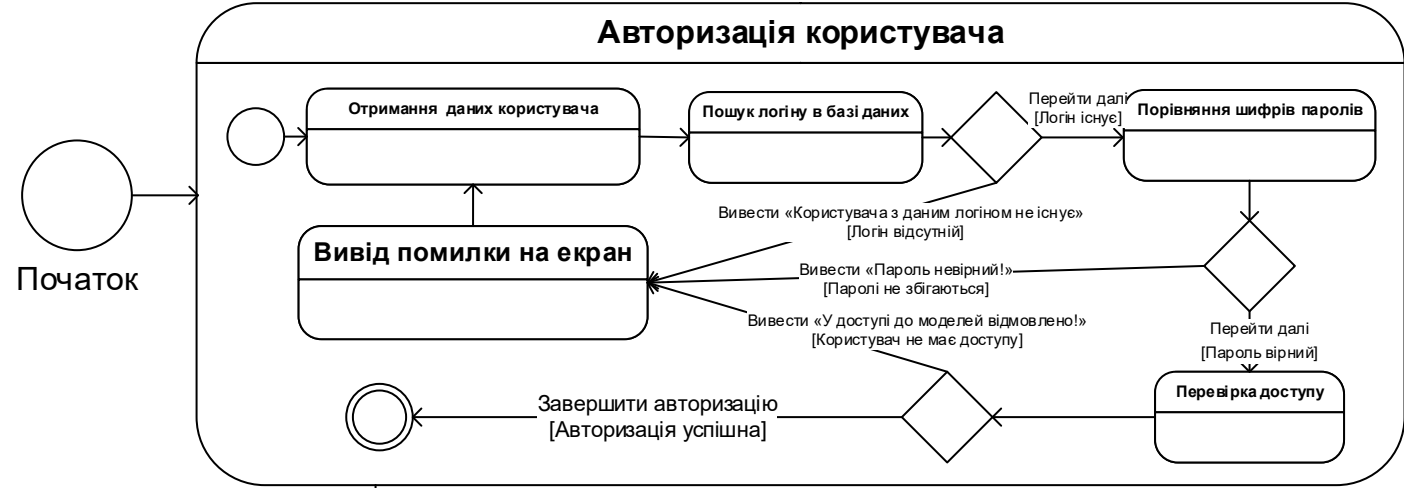 Авторизація користувача
Отримання даних користувача
Пошук логіну в базі даних
Перейти далі
[Логін існує]
Порівняння шифрів паролів
Початок
Вивід помилки на екран
Вивести «Користувача з даним логіном не існує»
[Логін відсутній]
Вивести «Пароль невірний!»
[Паролі не збігаються]
Вивести «У доступі до моделей відмовлено!»
[Користувач не має доступу]
Перейти далі
[Пароль вірний]
Перевірка доступу
Завершити авторизацію
[Авторизація успішна]